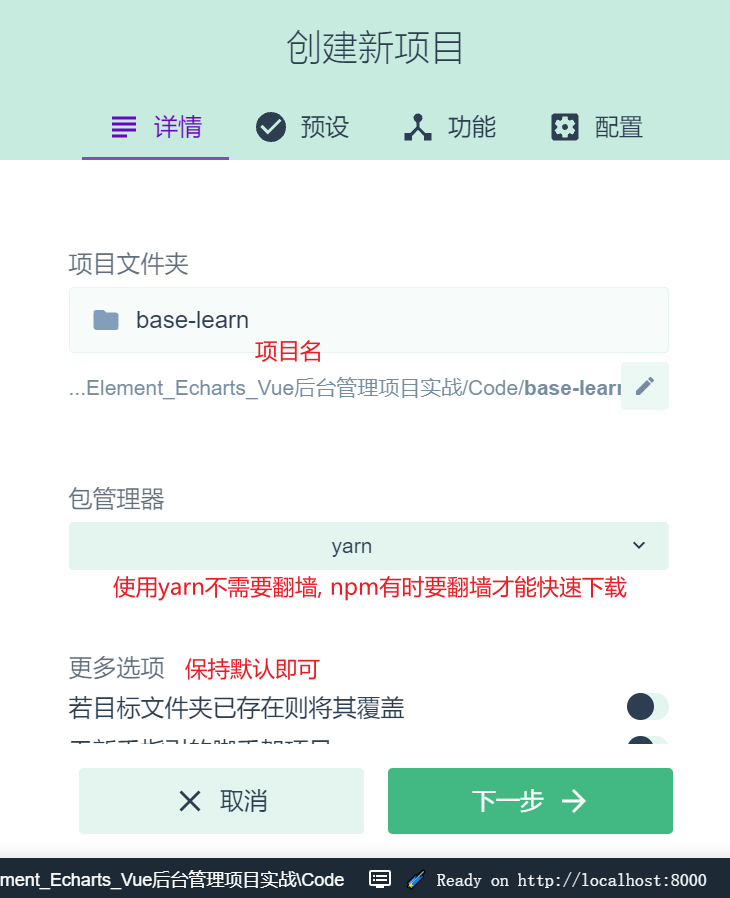 创建新项目
详情 预设 功能 配置
项目文件夹
base-learn
项目名
...Element_Echarts_Vue后台管理项目实战/Code/base-learn
包管理器
yarn
使用yarn不需要翻墙, npm有时要翻墙才能快速下载
更多选项 保持默认即可
若目标文件夹已存在则将其覆盖
取消 下一步
ment_Echarts_Vue后台管理项目实战\Code Ready on http://localhost:8000